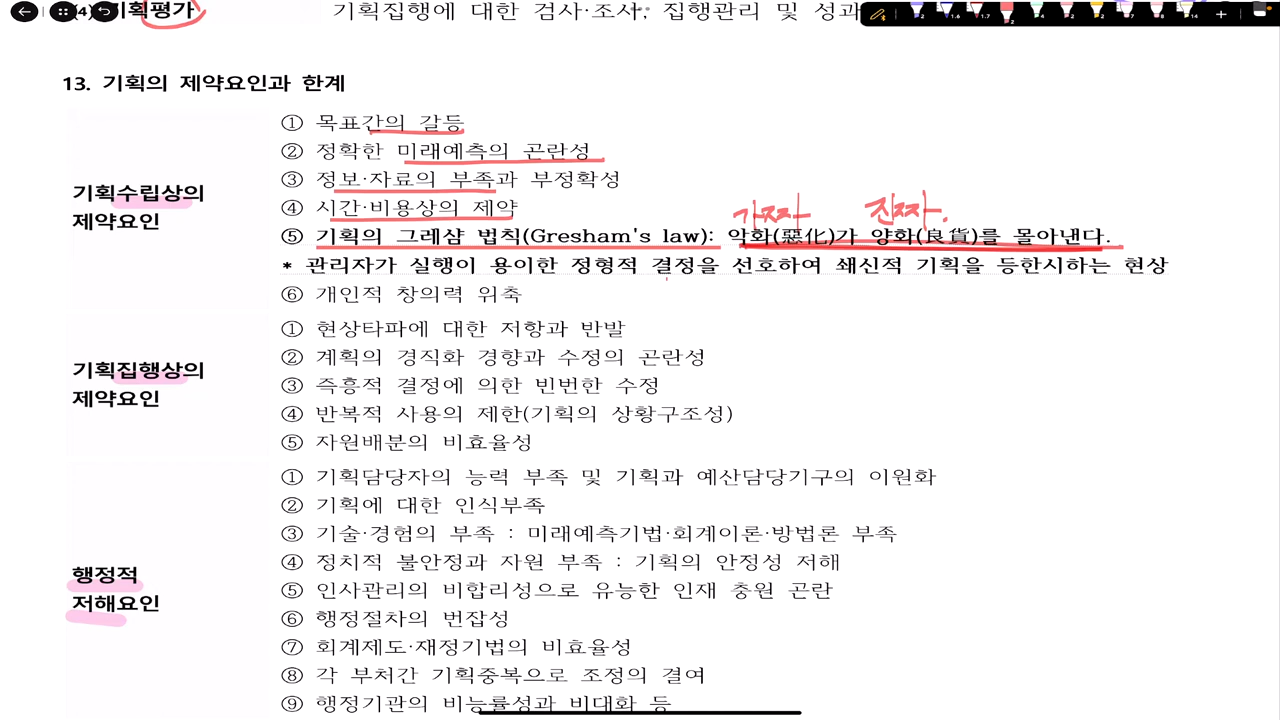 (4) 기획평가 기획집행에 대한 검사·조사, 집행관리 및 성과
13. 기획의 제약요인과 한계
기획수립상의
제약요인
① 목표간의 갈등
② 정확한 미래예측의 곤란성
③ 정보·자료의 부족과 부정확성
④ 시간·비용상의 제약
가짜 진짜.
⑤ 기획의 그레샴 법칙(Gresham's law): 악화(惡化)가 양화(良貨)를 몰아낸다.
* 관리자가 실행이 용이한 정형적 결정을 선호하여 쇄신적 기획을 등한시하는 현상
⑥ 개인적 창의력 위축
기획집행상의
제약요인
① 현상타파에 대한 저항과 반발
② 계획의 경직화 경향과 수정의 곤란성
③ 즉흥적 결정에 의한 빈번한 수정
④ 반복적 사용의 제한(기획의 상황구조성)
⑤ 자원배분의 비효율성
행정적
저해요인
① 기획담당자의 능력 부족 및 기획과 예산담당기구의 이원화
② 기획에 대한 인식부족
③ 기술·경험의 부족 : 미래예측기법·회계이론·방법론 부족
④ 정치적 불안정과 자원 부족 : 기획의 안정성 저해
⑤ 인사관리의 비합리성으로 유능한 인재 충원 곤란
⑥ 행정절차의 번잡성
⑦ 회계제도·재정기법의 비효율성
⑧ 각 부처간 기획중복으로 조정의 결여
⑨ 행정기관의 비능률성과 비대화 등